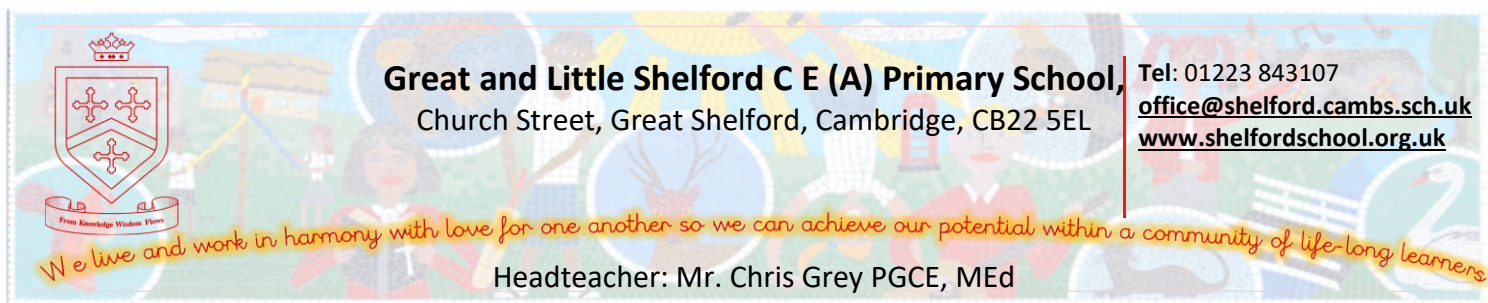 Great and Little Shelford C E (A) Primary School,
Church Street, Great Shelford, Cambridge, CB22 5EL
Tel: 01223 843107
office@shelford.cambs.sch.uk
www.shelfordschool.org.uk
From Knowledge Wisdom Flows
We live and work in harmony with love for one another so we can achieve our potential within a community of life-long learners
Headteacher: Mr. Chris Grey PGCE, MEd